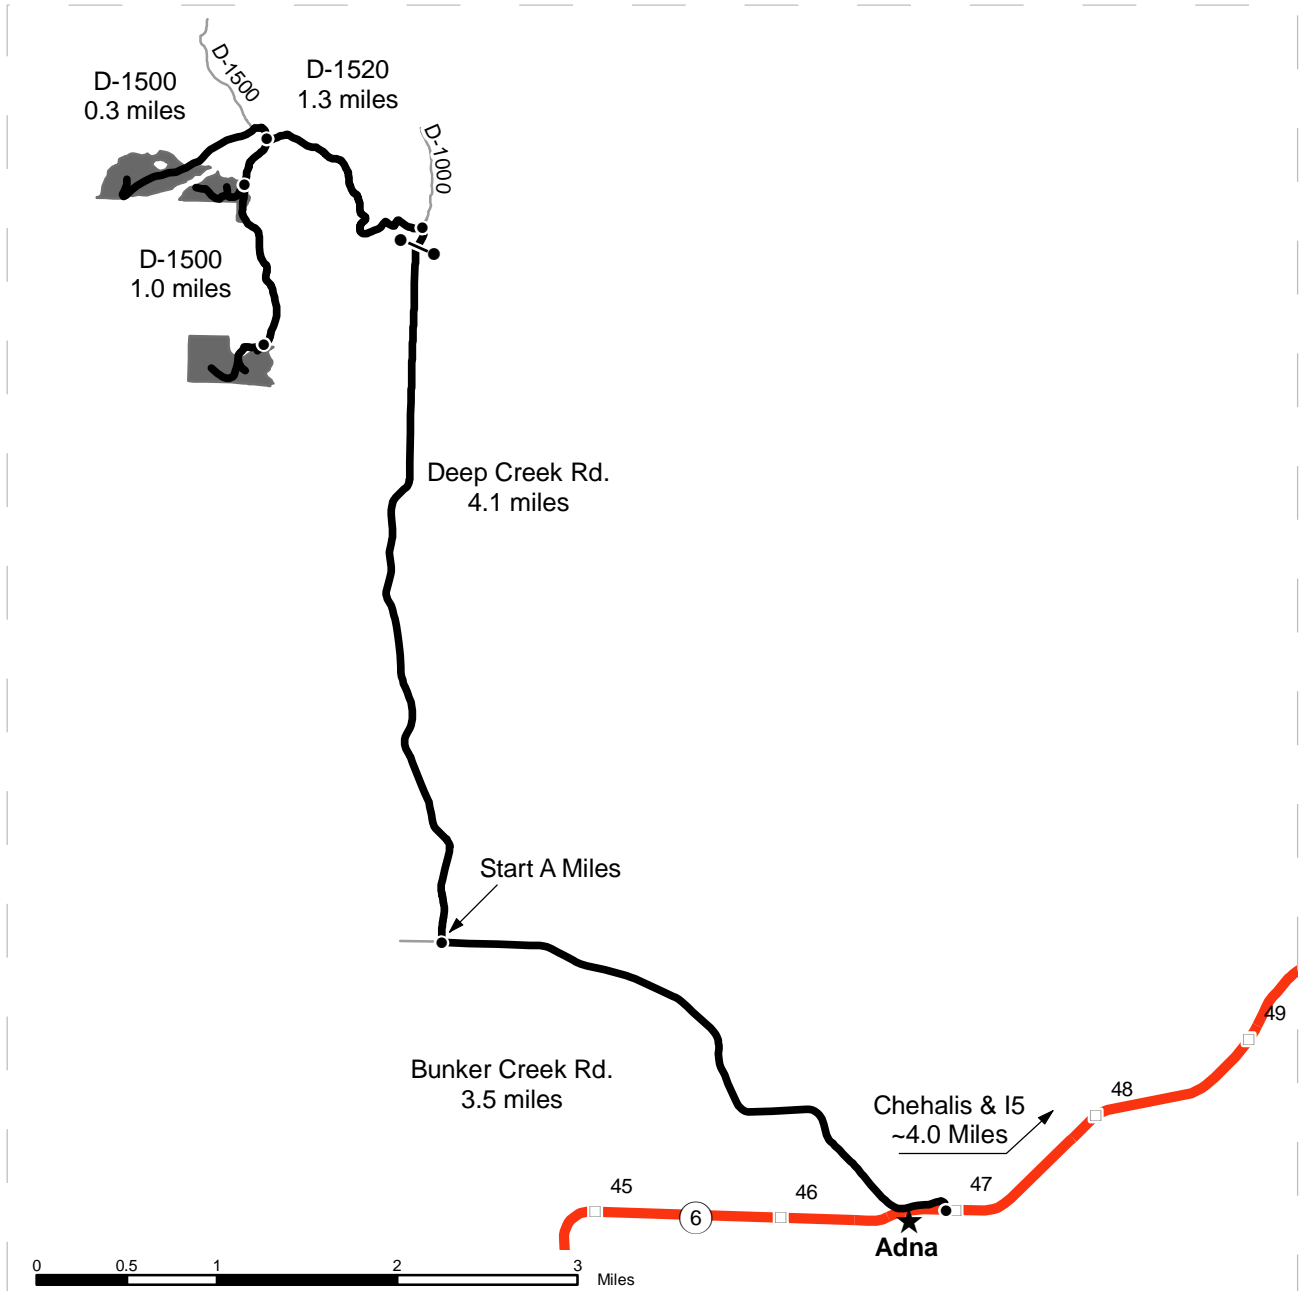 D-1500
D-1520
1.3 miles
D-1500
0.3 miles
D-1000
D-1500
1.0 miles
Deep Creek Rd.
4.1 miles
Start A Miles
49
Bunker Creek Rd.
3.5 miles
Chehalis & I5
~4.0 Miles
48
45
46
47
6
Adna
0 0.5 1 2 3
Miles